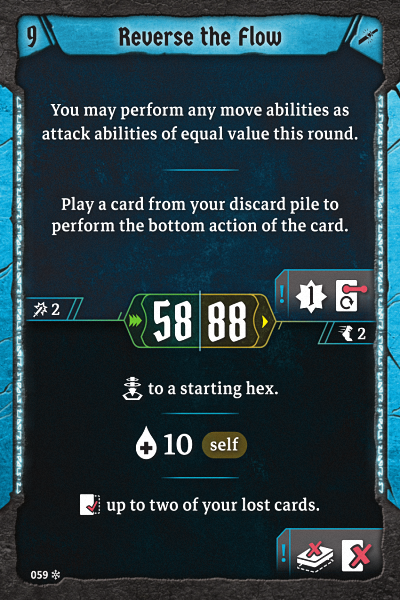 9 Reverse the Flow
You may perform any move abilities as
attack abilities of equal value this round.
Play a card from your discard pile to
perform the bottom action of the card.
! 1
2 58 88 2
to a starting hex.
10 self
up to two of your lost cards.
!
059